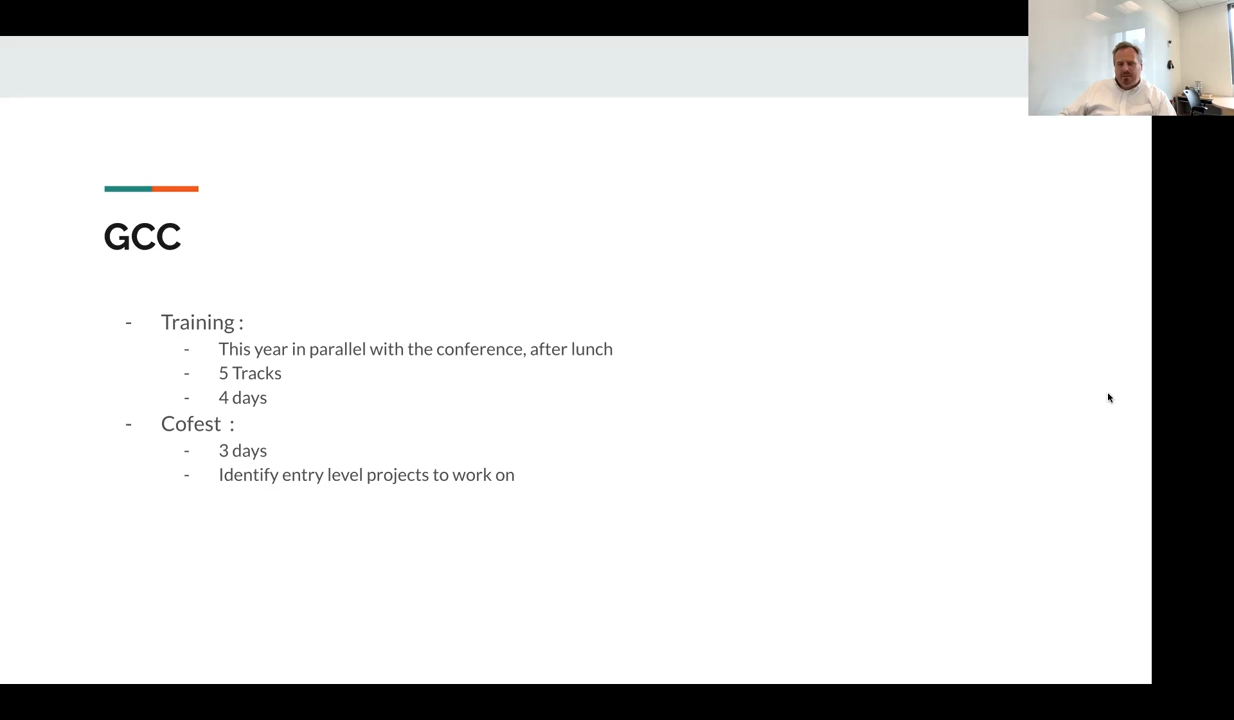 GCC
- Training :
- This year in parallel with the conference, after lunch
- 5 Tracks
- 4 days
- Cofest :
- 3 days
- Identify entry level projects to work on